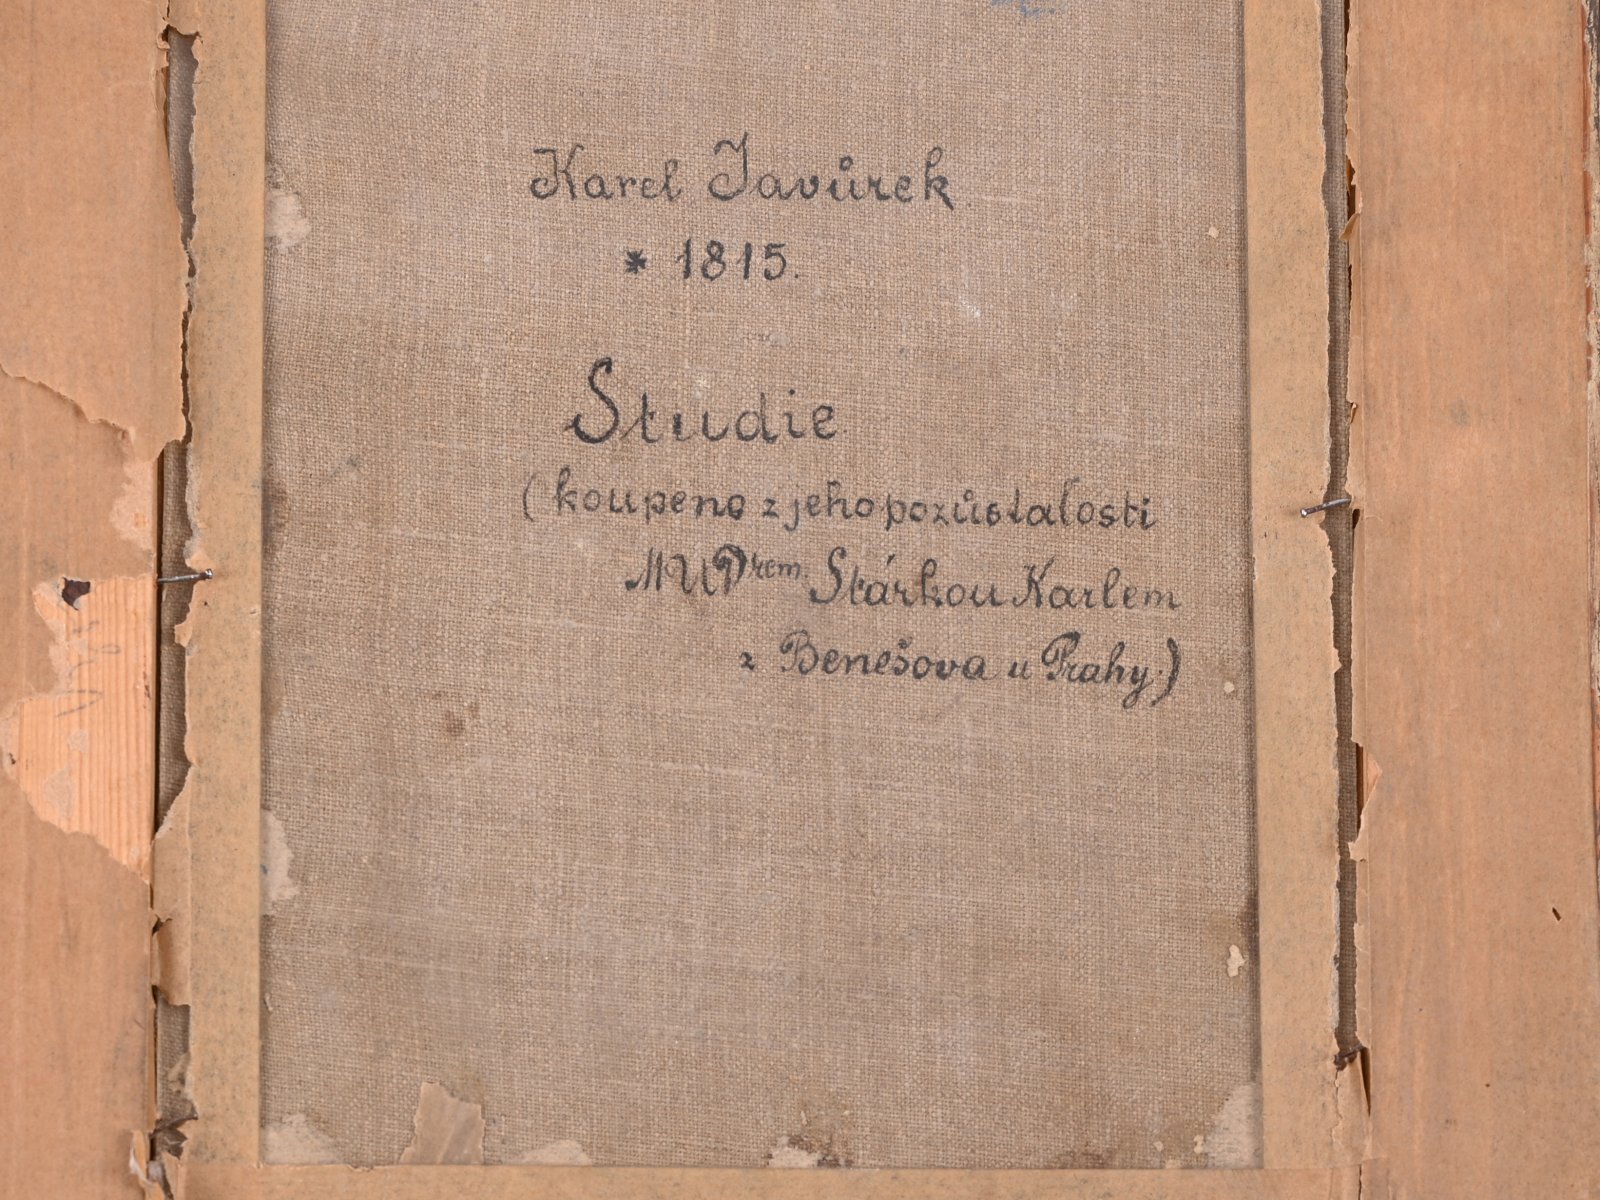 Karel Javůrek
* 1815.
Studie
(koupeno z jeho pozůstalosti
MUDrem. Stárkou Karlem
z Benešova u Prahy.)